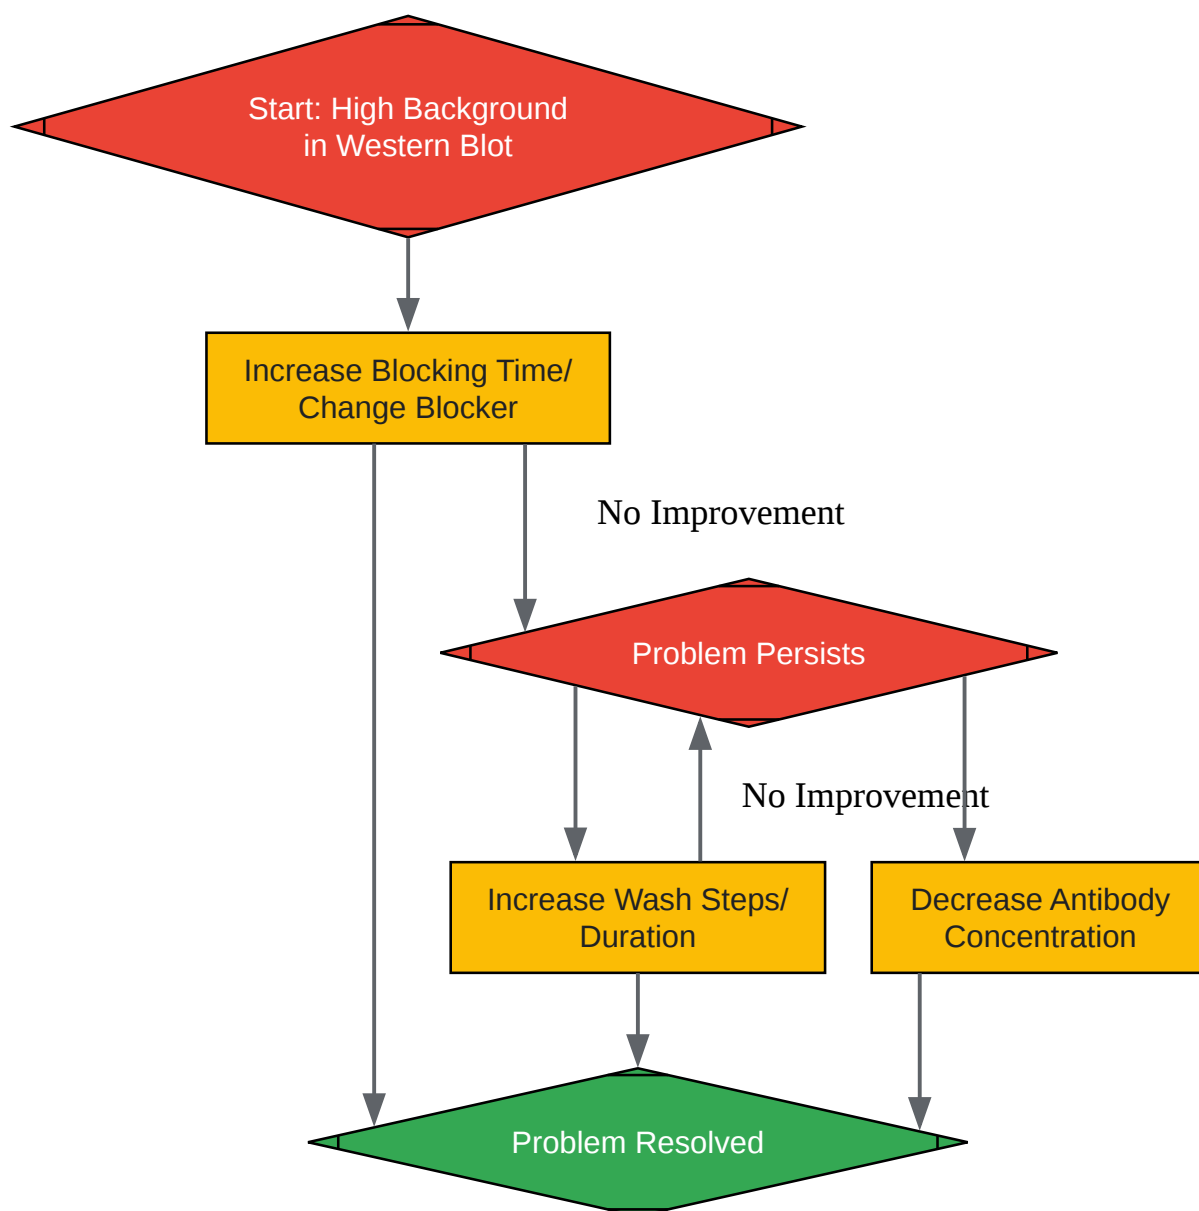 Start: High Background
in Western Blot
Increase Blocking Time/
Change Blocker
No Improvement
Problem Persists
No Improvement
Increase Wash Steps/
Duration
Decrease Antibody
Concentration
Problem Resolved